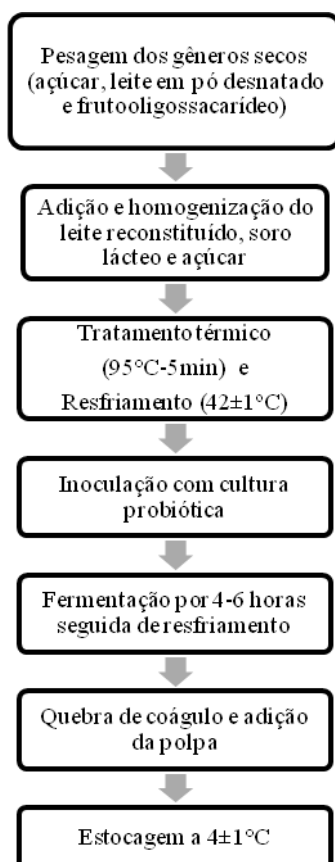 Pesagem dos gêneros secos
(açúcar, leite em pó desnatado
e frutooligossacarídeo)
Adição e homogenização do
leite reconstituído, soro
lácteo e açúcar
Tratamento térmico
(95°C-5min) e
Resfriamento (42±1°C)
Inoculação com cultura
probiótica
Fermentação por 4-6 horas
seguida de resfriamento
Quebra de coágulo e adição
da polpa
Estocagem a 4±1°C